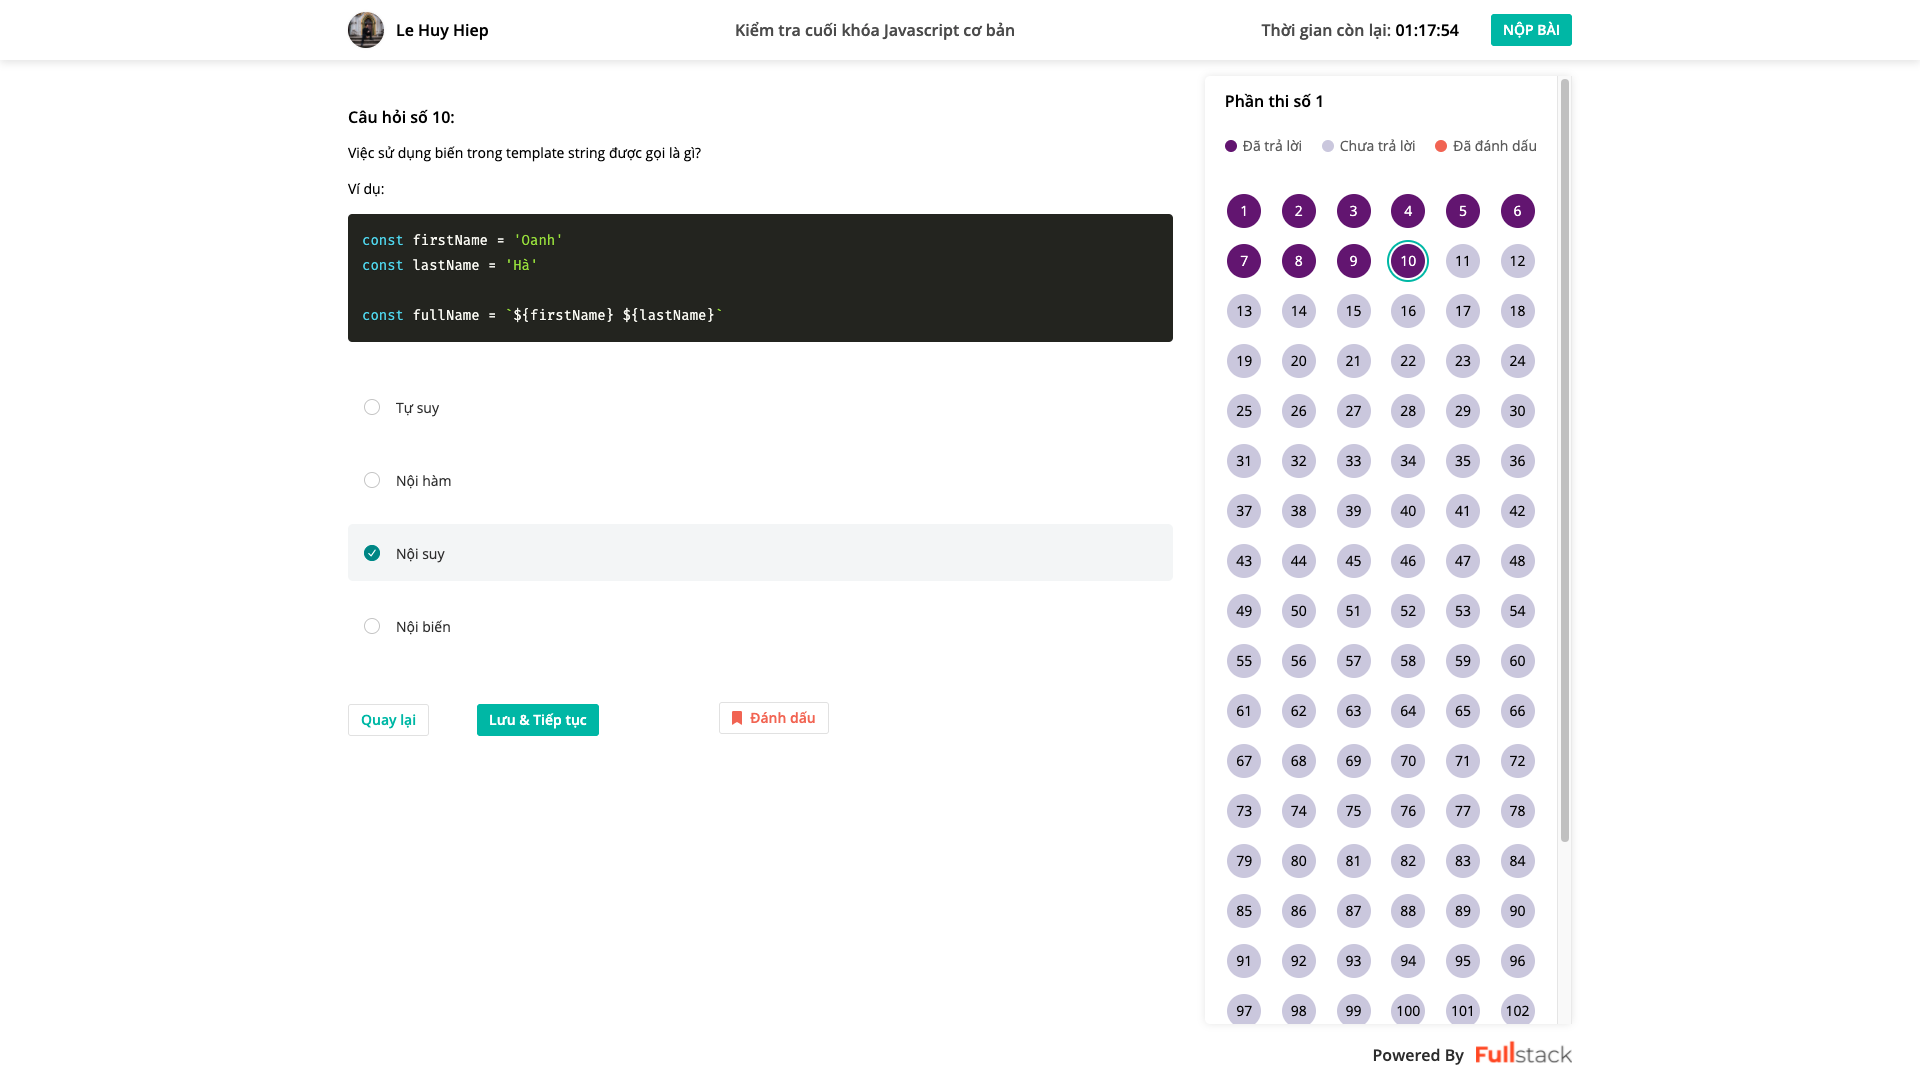 Le Huy Hiep
Kiểm tra cuối khóa Javascript cơ bản
Thời gian còn lại: 01:17:54
NỘP BÀI
Câu hỏi số 10:
Việc sử dụng biến trong template string được gọi là gì?
Ví dụ:
const firstName = 'Oanh'
const lastName = 'Hà'
const fullName = `${firstName} ${lastName}`
Tự suy
Nội hàm
Nội suy
Nội biến
Quay lại
Lưu & Tiếp tục
Đánh dấu
Phần thi số 1
Đã trả lời Chưa trả lời Đã đánh dấu
1 2 3 4 5 6
7 8 9 10 11 12
13 14 15 16 17 18
19 20 21 22 23 24
25 26 27 28 29 30
31 32 33 34 35 36
37 38 39 40 41 42
43 44 45 46 47 48
49 50 51 52 53 54
55 56 57 58 59 60
61 62 63 64 65 66
67 68 69 70 71 72
73 74 75 76 77 78
79 80 81 82 83 84
85 86 87 88 89 90
91 92 93 94 95 96
97 98 99 100 101 102
Powered By Fullstack